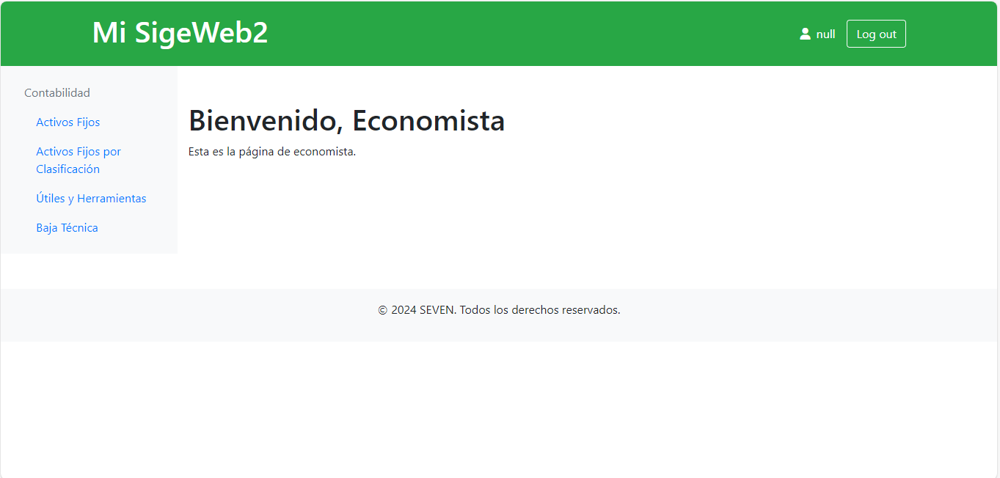 Mi SigeWeb2
null
Log out
Contabilidad
Activos Fijos
Activos Fijos por
Clasificación
Útiles y Herramientas
Baja Técnica
Bienvenido, Economista
Esta es la página de economista.
© 2024 SEVEN. Todos los derechos reservados.